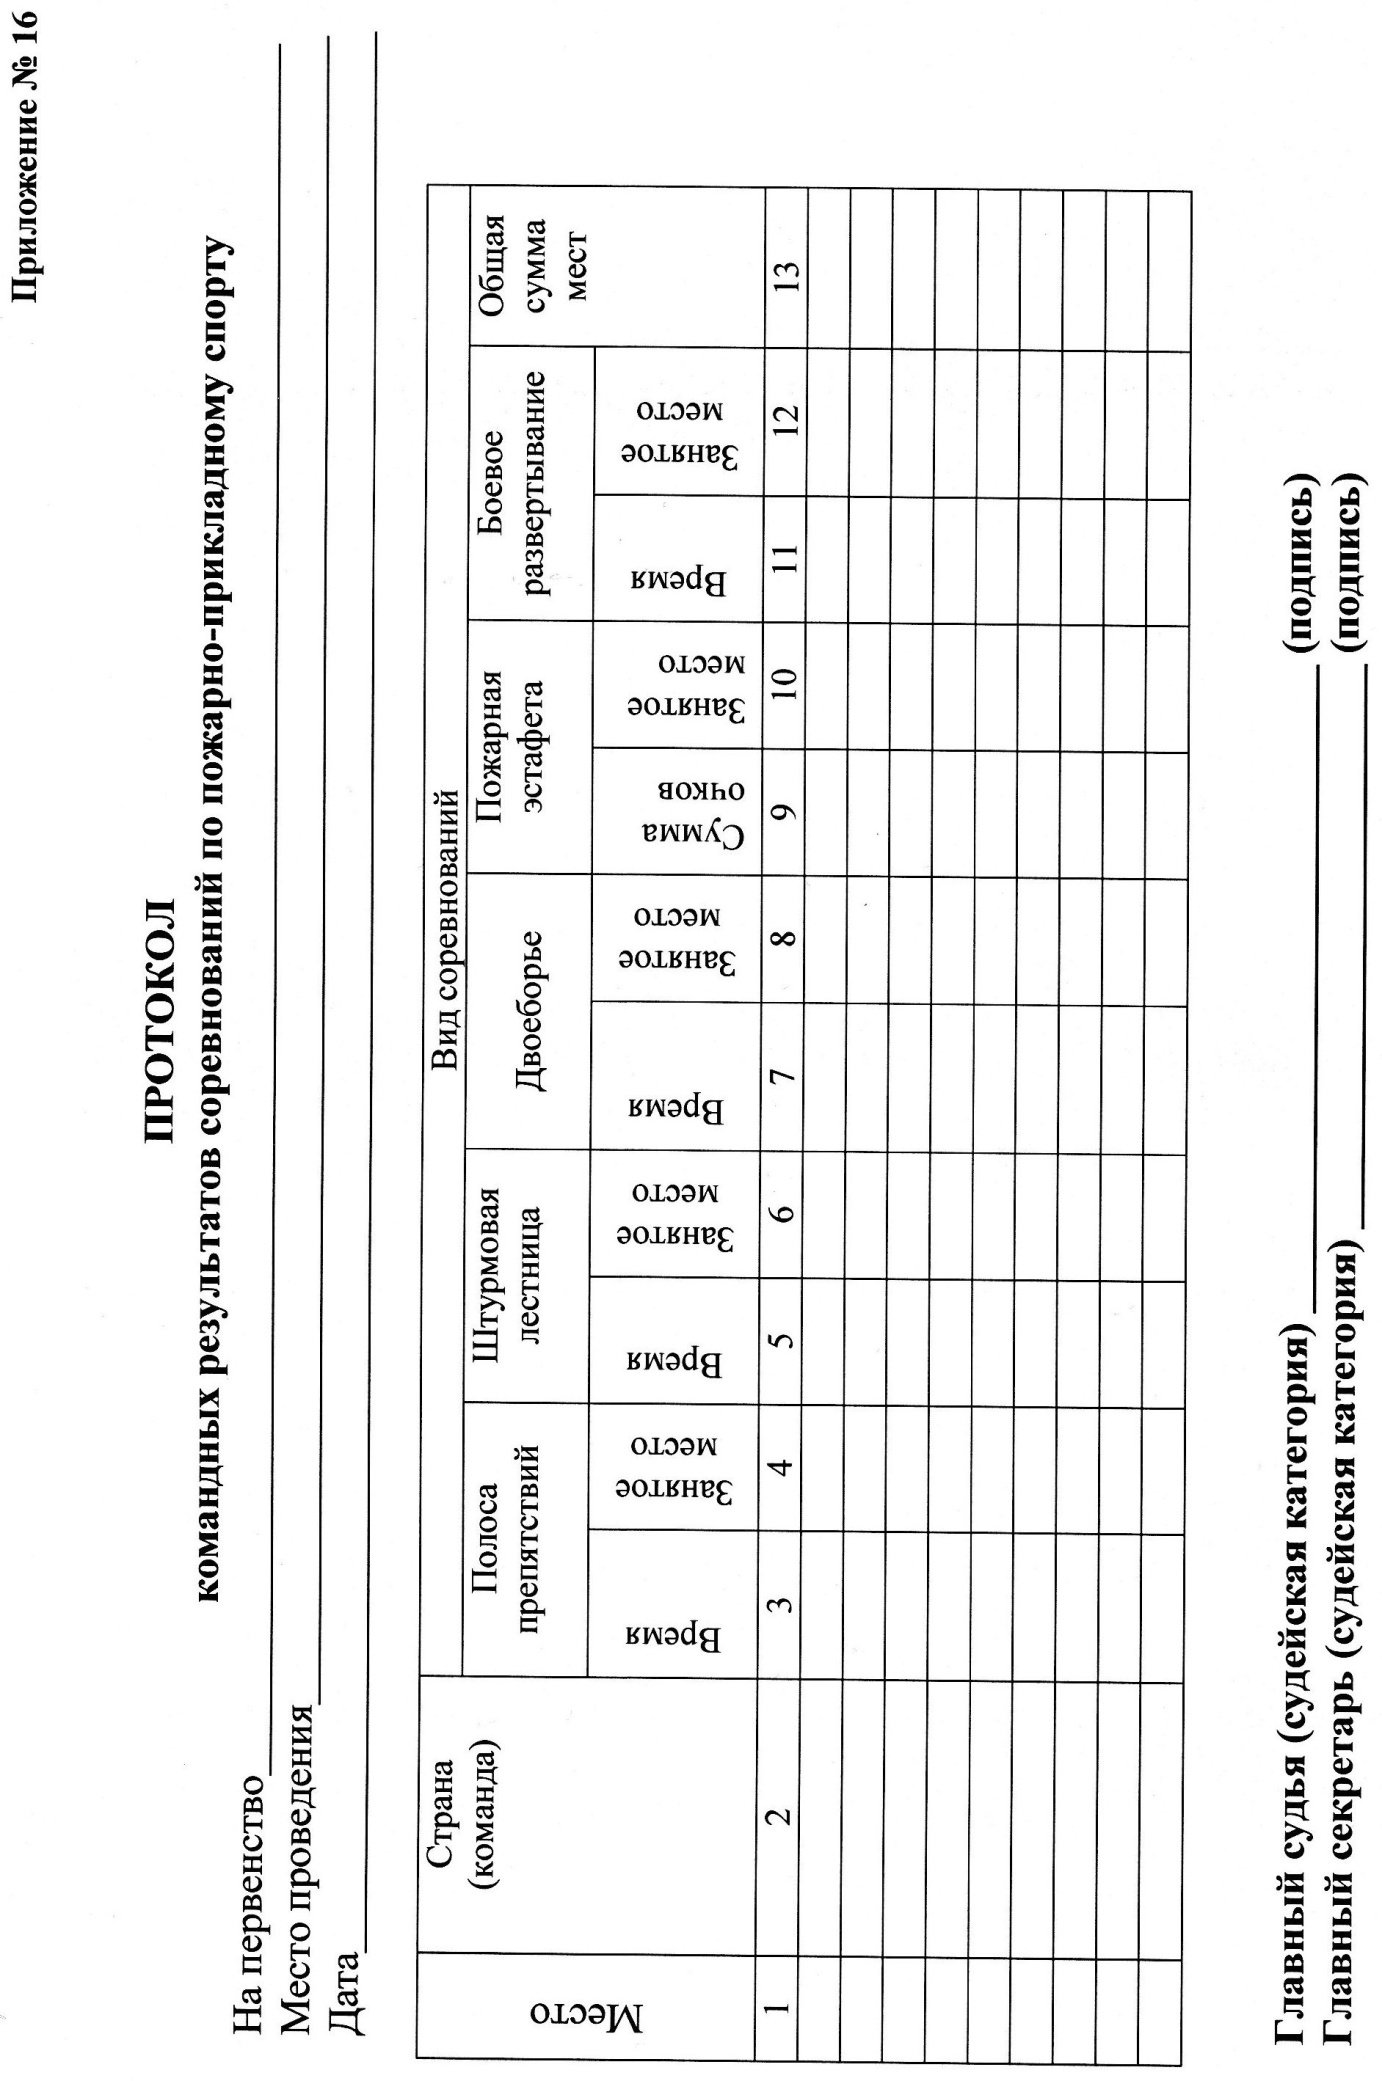 Приложение № 16
ПРОТОКОЛ
командных результатов соревнований по пожарно-прикладному спорту
На первенство
Место проведения
Дата
Место
Страна
(команда)
Вид соревнований
Полоса
препятствий
Штурмовая
лестница
Двоеборье
Пожарная
эстафета
Боевое
развертывание
Общая
сумма
мест
Время
Занятое
место
Время
Занятое
место
Время
Занятое
место
Сумма
очков
Занятое
место
Время
Занятое
место
1 2 3 4 5 6 7 8 9 10 11 12 13
Главный судья (судейская категория) (подпись)
Главный секретарь (судейская категория) (подпись)